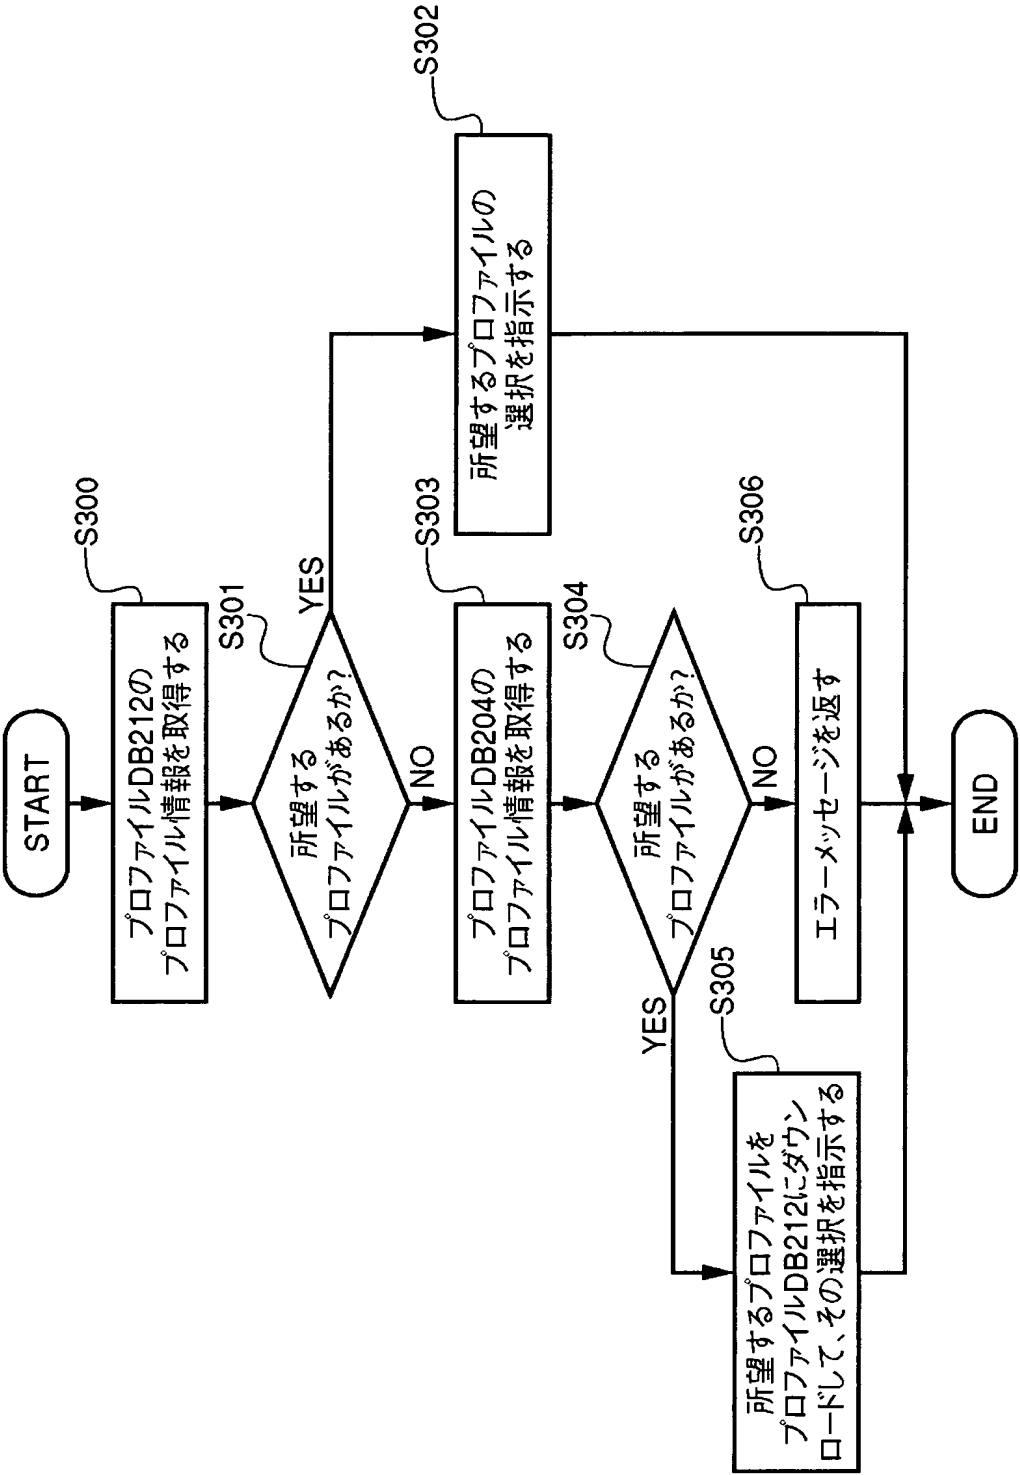 START
S300
プロファイルDB212の
プロファイル情報を取得する
S301
所望する
プロファイルがあるか?
YES
NO
S302
所望するプロファイルの
選択を指示する
S303
プロファイルDB204の
プロファイル情報を取得する
S304
所望する
プロファイルがあるか?
YES
NO
S305
所望するプロファイルを
プロファイルDB212にダウン
ロードして、その選択を指示する
S306
エラーメッセージを返す
END